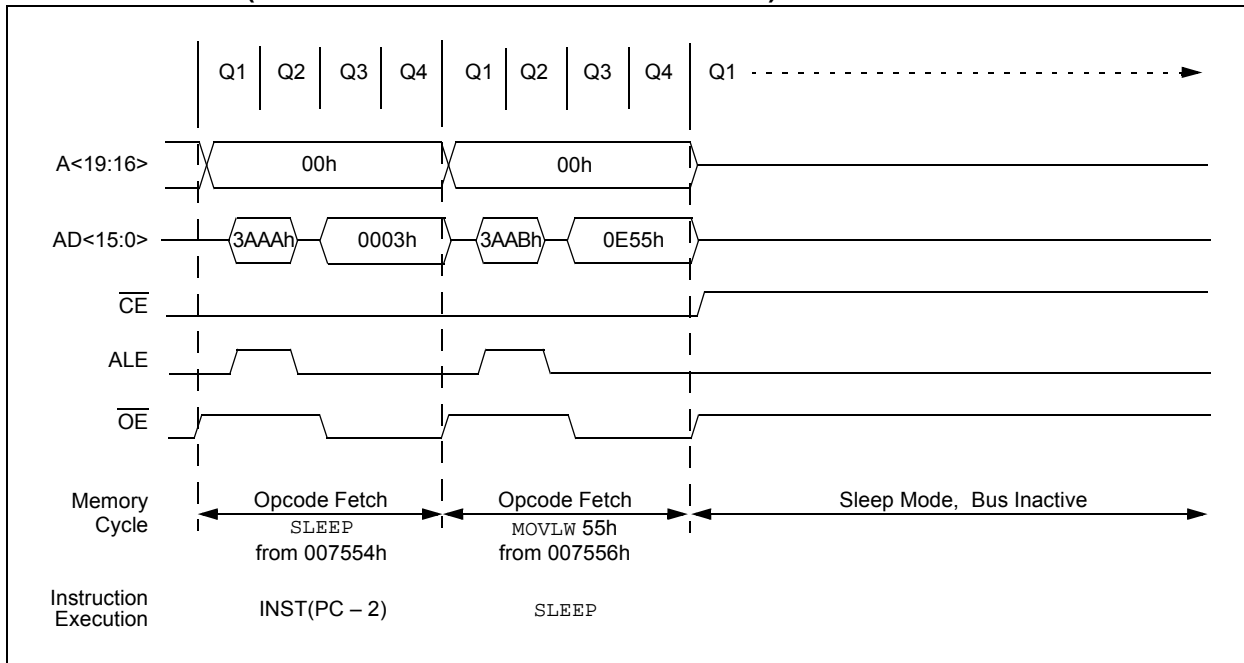 Q1 Q2 Q3 Q4 Q1 Q2 Q3 Q4 Q1
A<19:16> 00h 00h
AD<15:0> 3AAAh 0003h 3AABh 0E55h
CE
ALE
OE
Memory Cycle
Opcode Fetch
SLEEP
from 007554h
Opcode Fetch
MOVLW 55h
from 007556h
Sleep Mode, Bus Inactive
Instruction Execution
INST(PC – 2)
SLEEP